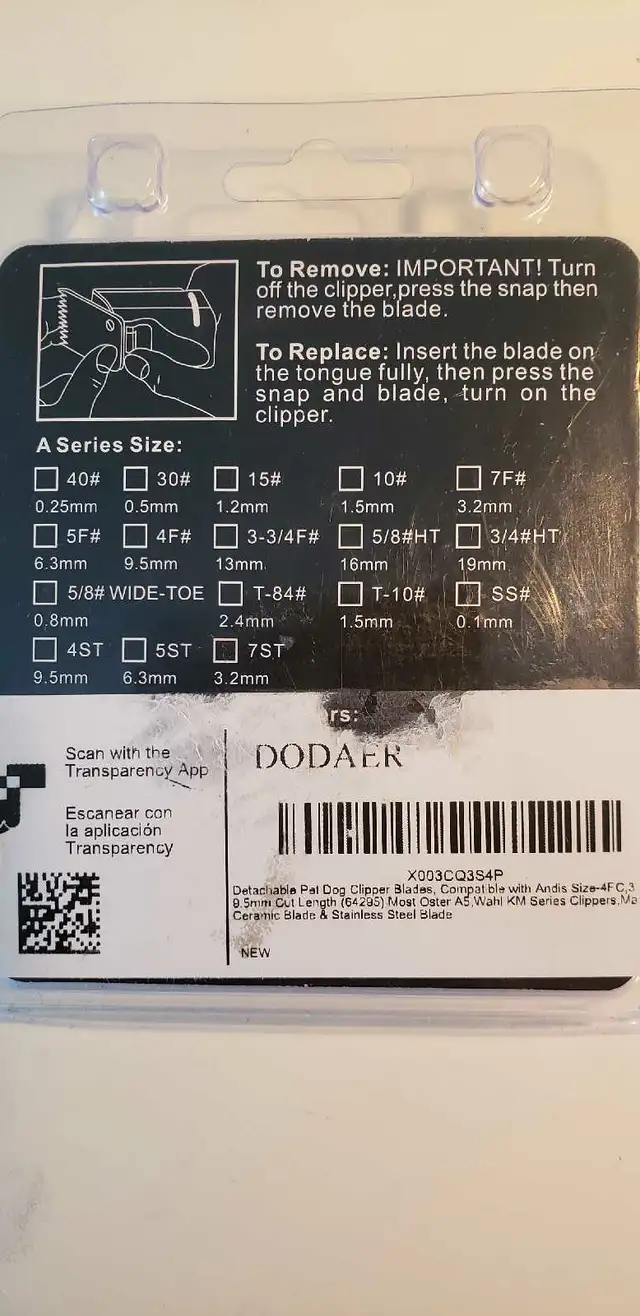 To Remove: IMPORTANT! Turn
off the clipper,press the snap then
remove the blade.
To Replace: Insert the blade on
the tongue fully, then press the
snap and blade, turn on the
clipper.
A Series Size:
40# 30# 15# 10# 7F#
0.25mm 0.5mm 1.2mm 1.5mm 3.2mm
5F# 4F# 3-3/4F# 5/8#HT 3/4#HT
6.3mm 9.5mm 13mm 16mm 19mm
5/8# WIDE-TOE T-84# T-10# SS#
0.8mm 2.4mm 1.5mm 0.1mm
4ST 5ST 7ST
9.5mm 6.3mm 3.2mm
rs:
Scan with the
Transparency App
Escanear con
la aplicación
Transparency
DODAER
X003CQ3S4P
Detachable Pet Dog Clipper Blades, Compatible with Andis Size-4FC,3
9.5mm Cut Length (64295) Most Oster A5,Wahl KM Series Clippers,Ma
Ceramic Blade & Stainless Steel Blade
NEW